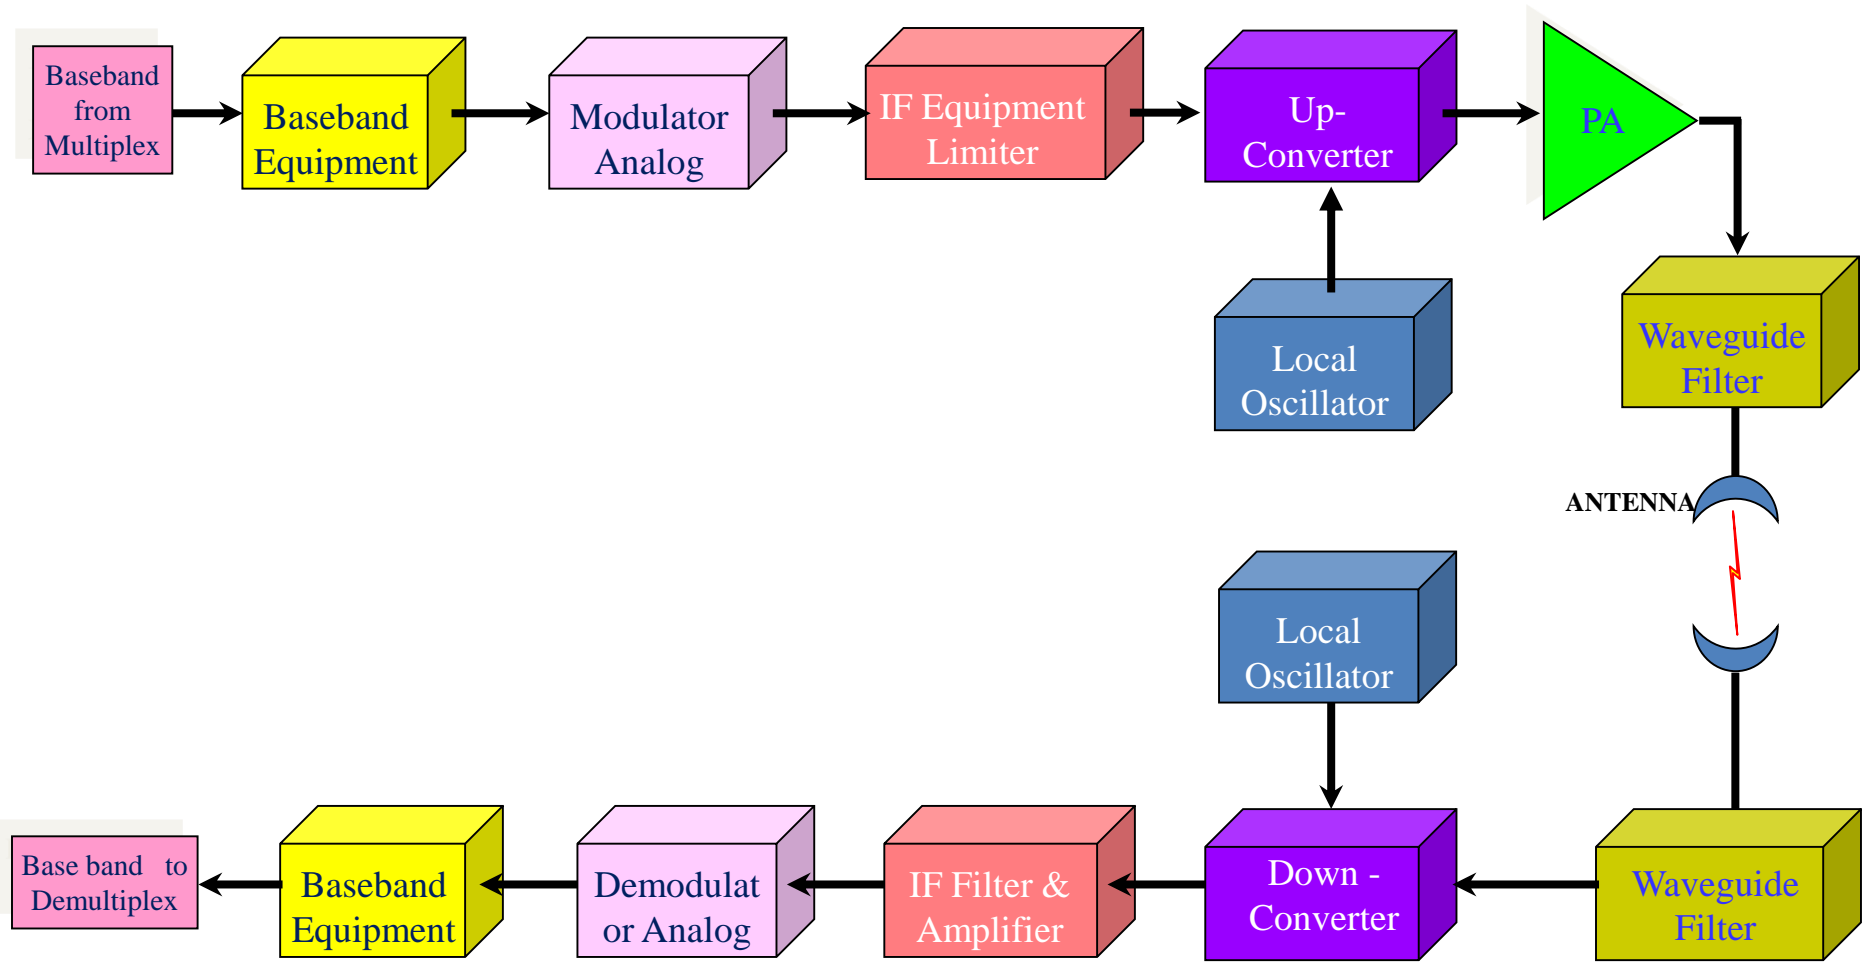 Baseband
from
Multiplex
Baseband
Equipment
Modulator
Analog
IF Equipment
Limiter
Up-
Converter
PA
Waveguide
Filter
Local
Oscillator
ANTENNA
Local
Oscillator
Base band to
Demultiplex
Baseband
Equipment
Demodulat
or Analog
IF Filter &
Amplifier
Down -
Converter
Waveguide
Filter